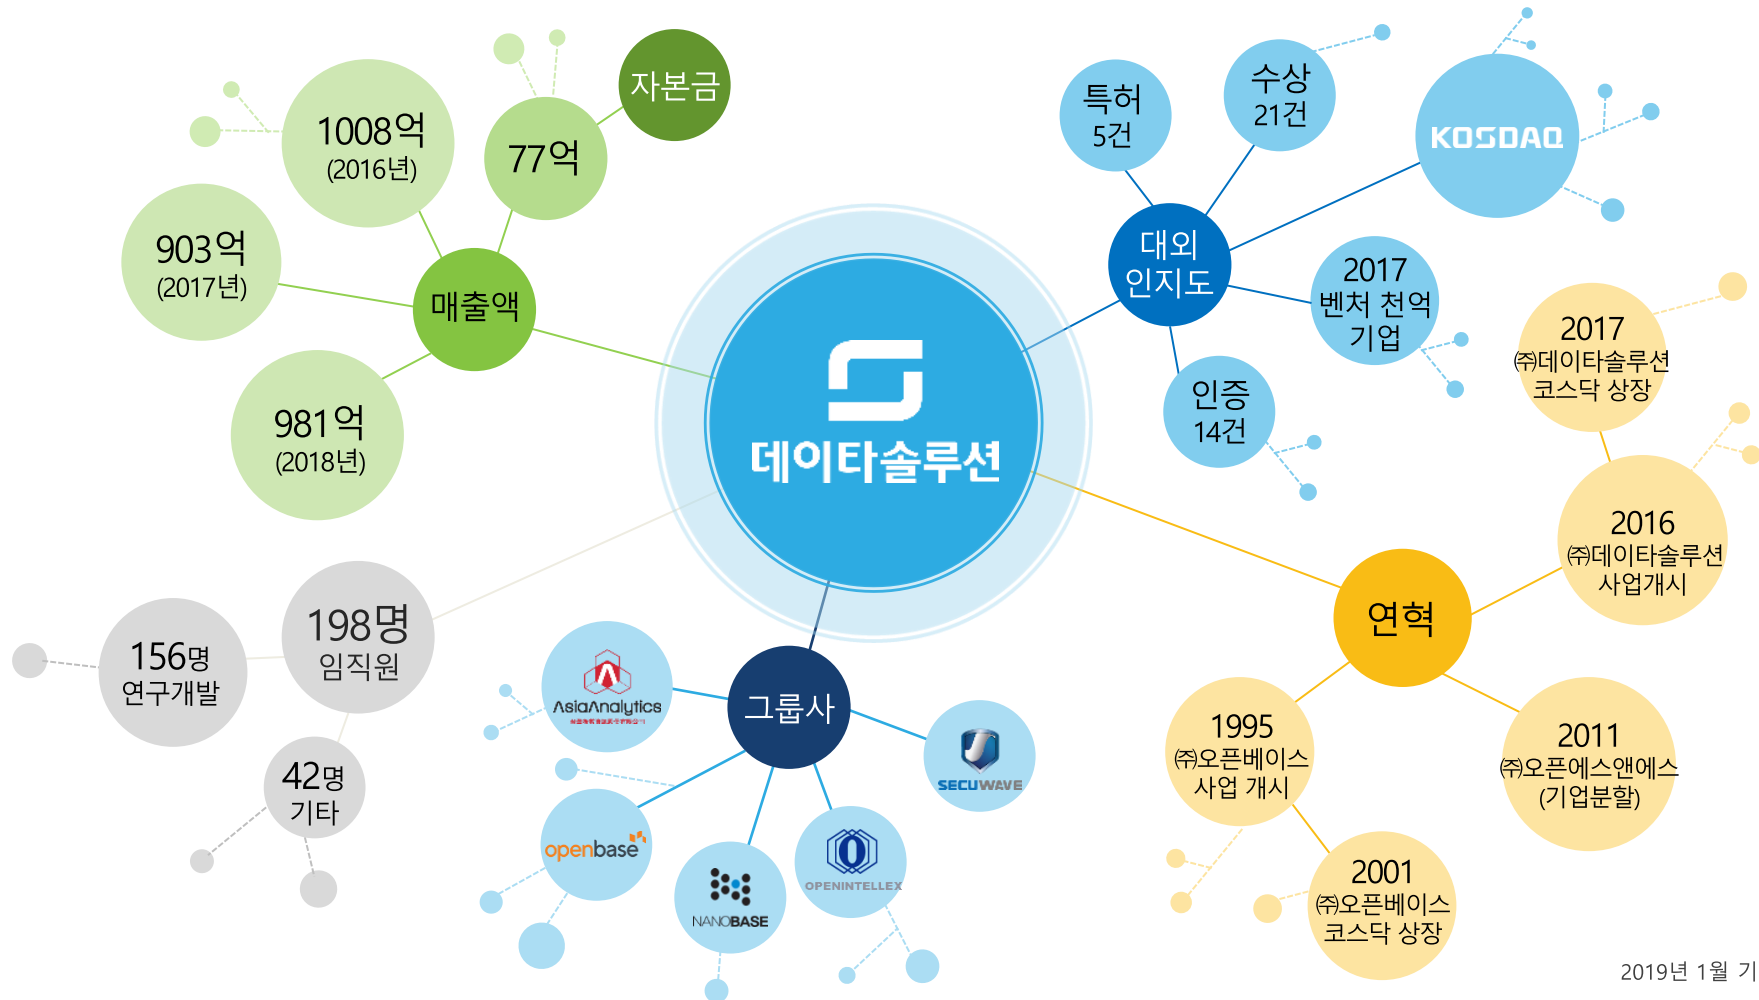 자본금
77억
1008억
(2016년)
903억
(2017년)
981억
(2018년)
매출액
데이타솔루션
특허
5건
수상
21건
KOSDAQ
대외
인지도
2017
벤처 천억
기업
인증
14건
2017
㈜데이타솔루션
코스닥 상장
2016
㈜데이타솔루션
사업개시
연혁
1995
㈜오픈베이스
사업 개시
2011
㈜오픈에스앤에스
(기업분할)
2001
㈜오픈베이스
코스닥 상장
198명
임직원
156명
연구개발
42명
기타
그룹사
AsiaAnalytics
SECUWAVE
openbase
NANOBASE
OPENINTELLEX
2019년 1월 기